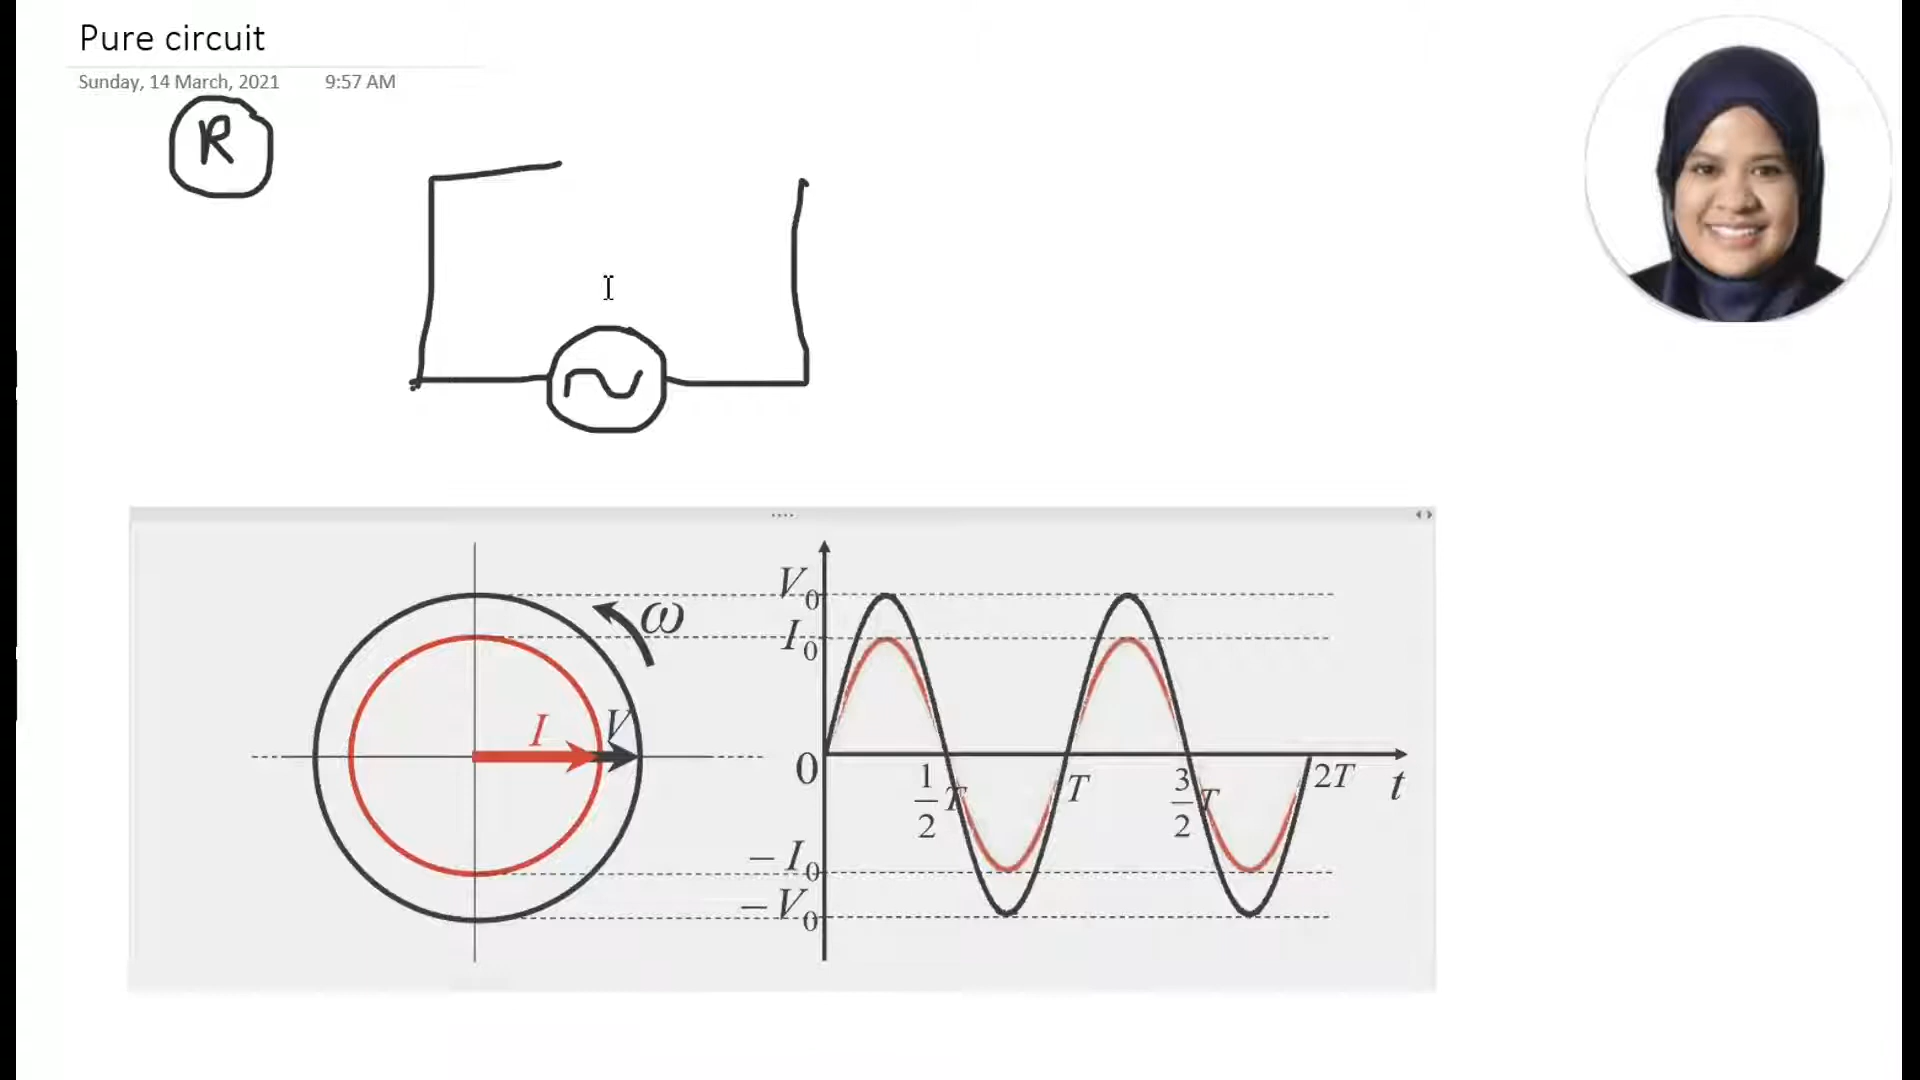 Pure circuit
Sunday, 14 March, 2021 9:57 AM
R
V₀
ω
I₀
I V
0
1/2 T
T
3/2 T
2T
t
−I₀
−V₀